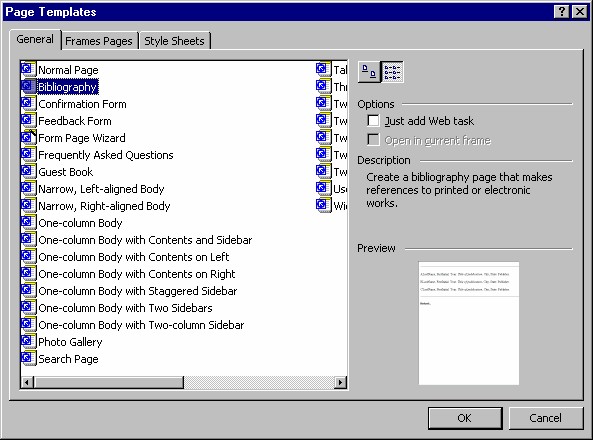 Page Templates
General
Frames Pages
Style Sheets
Normal Page
Bibliography
Confirmation Form
Feedback Form
Form Page Wizard
Frequently Asked Questions
Guest Book
Narrow, Left-aligned Body
Narrow, Right-aligned Body
One-column Body
One-column Body with Contents and Sidebar
One-column Body with Contents on Left
One-column Body with Contents on Right
One-column Body with Staggered Sidebar
One-column Body with Two Sidebars
One-column Body with Two-column Sidebar
Photo Gallery
Search Page
Tal
Thr
Tw
Tw
Tw
Tw
Tw
Use
Wid
Options
Just add Web task
Open in current frame
Description
Create a bibliography page that makes
references to printed or electronic
works.
Preview
OK
Cancel